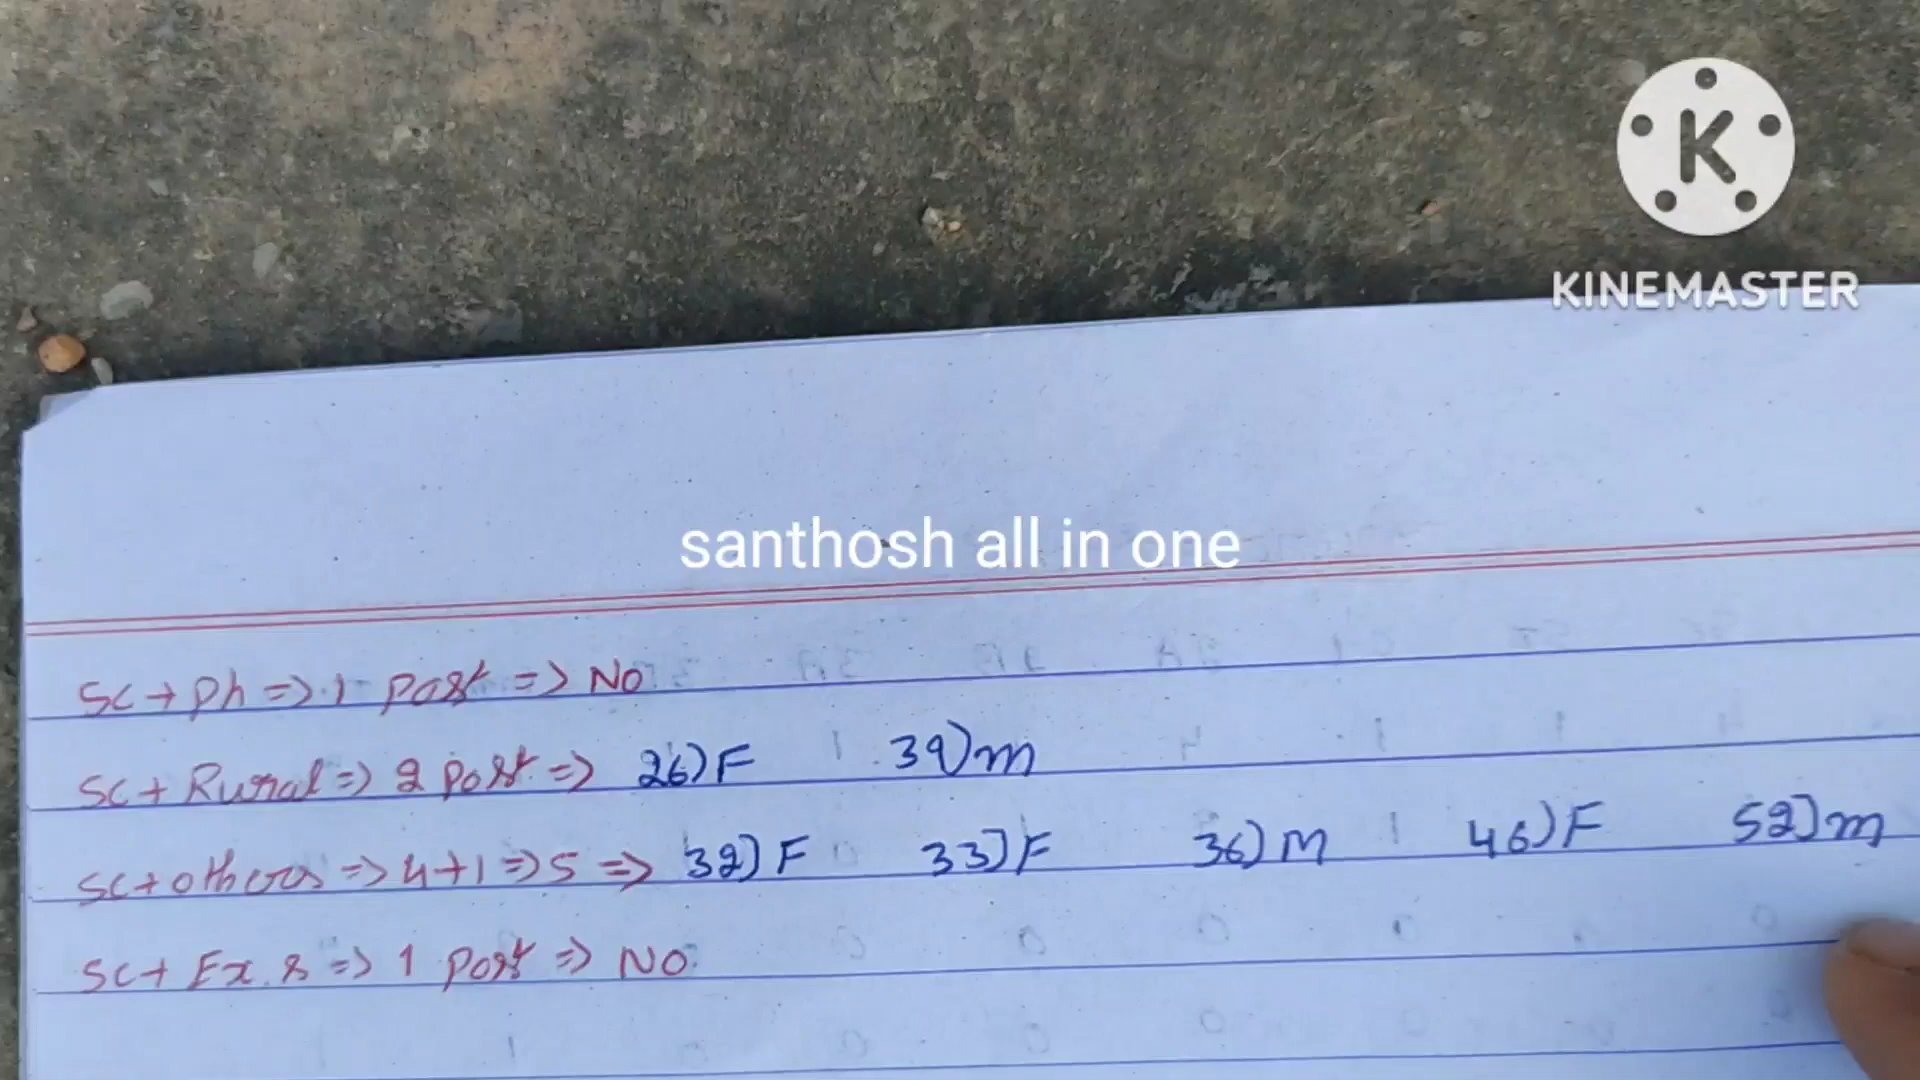 K
KINEMASTER
santhosh all in one
SC + Ph => 1 Post => NO
SC + Rural => 2 Post => 26) F 39) m
SC + others => 4+1 => 5 => 32) F 33) F 36) M 46) F 52) m
SC + Ex. s => 1 Post => NO.